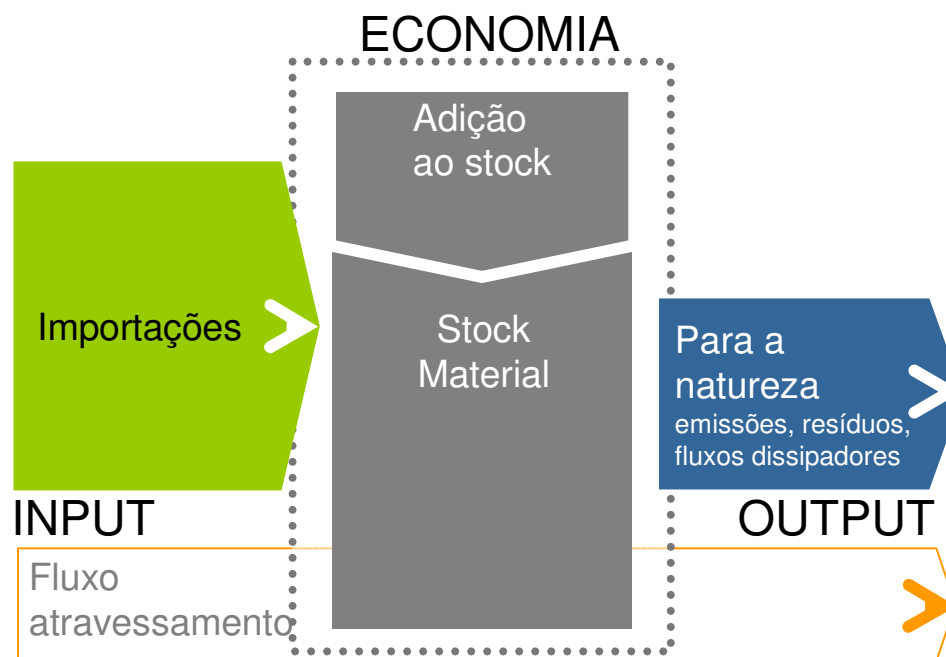 ECONOMIA
Adição
ao stock
Importações
Stock
Material
Para a
natureza
emissões, resíduos,
fluxos dissipadores
INPUT
OUTPUT
Fluxo
atravessamento